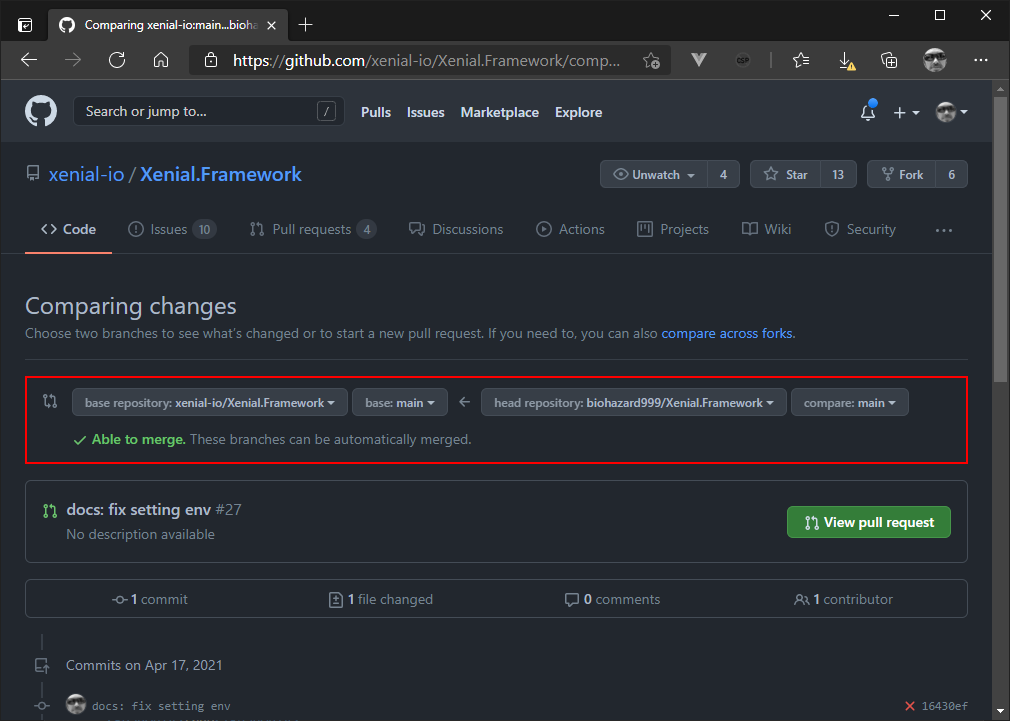 Comparing xenial-io:main...bioha
https://github.com/xenial-io/Xenial.Framework/comp...
CSP
Search or jump to... /
Pulls Issues Marketplace Explore
xenial-io / Xenial.Framework
Unwatch 4 Star 13 Fork 6
Code Issues 10 Pull requests 4 Discussions Actions Projects Wiki Security ...
Comparing changes
Choose two branches to see what's changed or to start a new pull request. If you need to, you can also compare across forks.
base repository: xenial-io/Xenial.Framework base: main head repository: biohazard999/Xenial.Framework compare: main
Able to merge. These branches can be automatically merged.
docs: fix setting env #27
No description available
View pull request
1 commit 1 file changed 0 comments 1 contributor
Commits on Apr 17, 2021
docs: fix setting env 16430ef